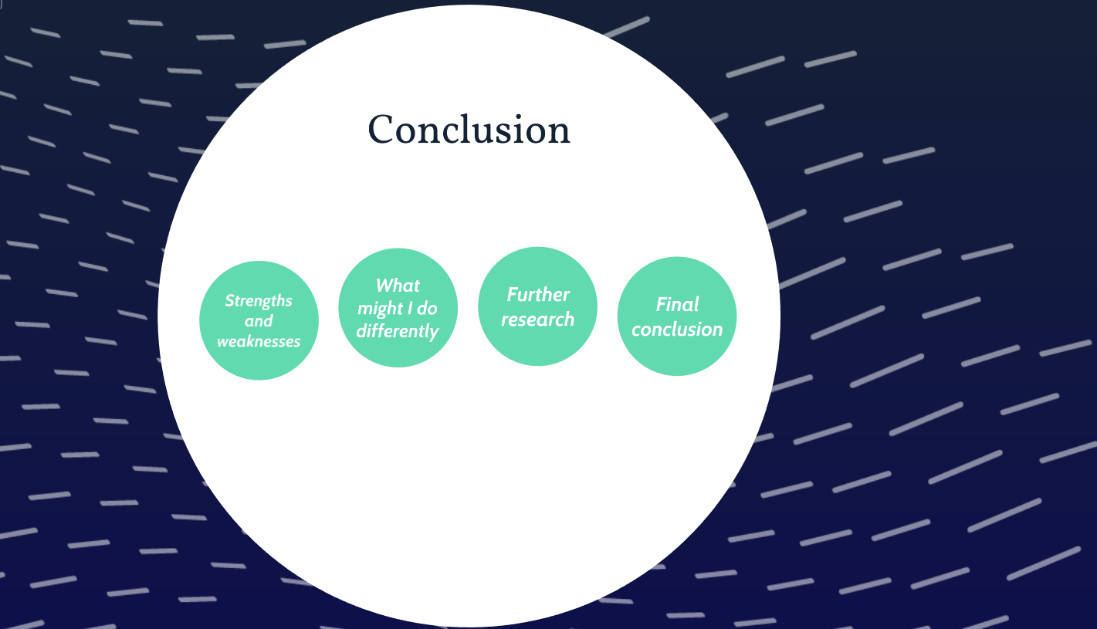 Conclusion
Strengths
and
weaknesses
What
might I do
differently
Further
research
Final
conclusion